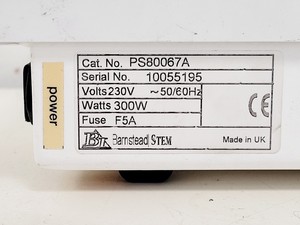 power
Cat. No. PS80067A
Serial No. 10055195
Volts 230V ~50/60Hz
Watts 300W
Fuse F5A
CE
Barnstead STEM
Made in UK